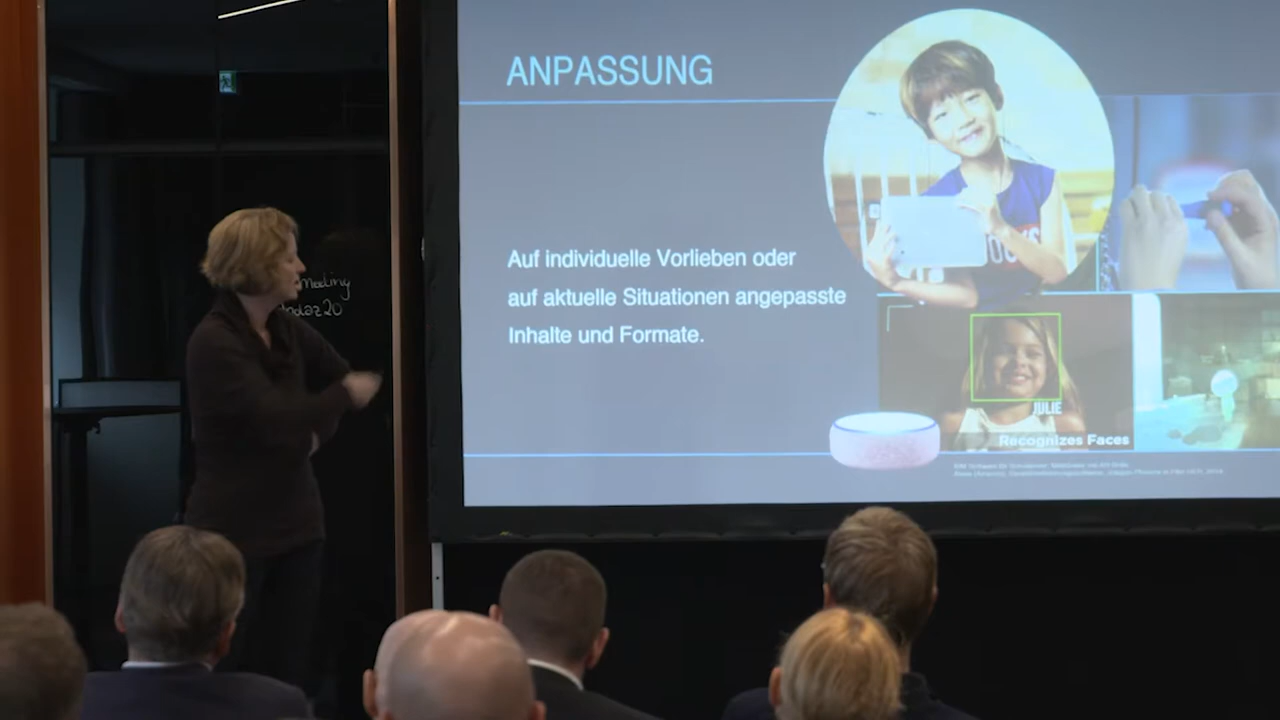 ANPASSUNG
Auf individuelle Vorlieben oder
auf aktuelle Situationen angepasste
Inhalte und Formate.
JULIE
Recognizes Faces